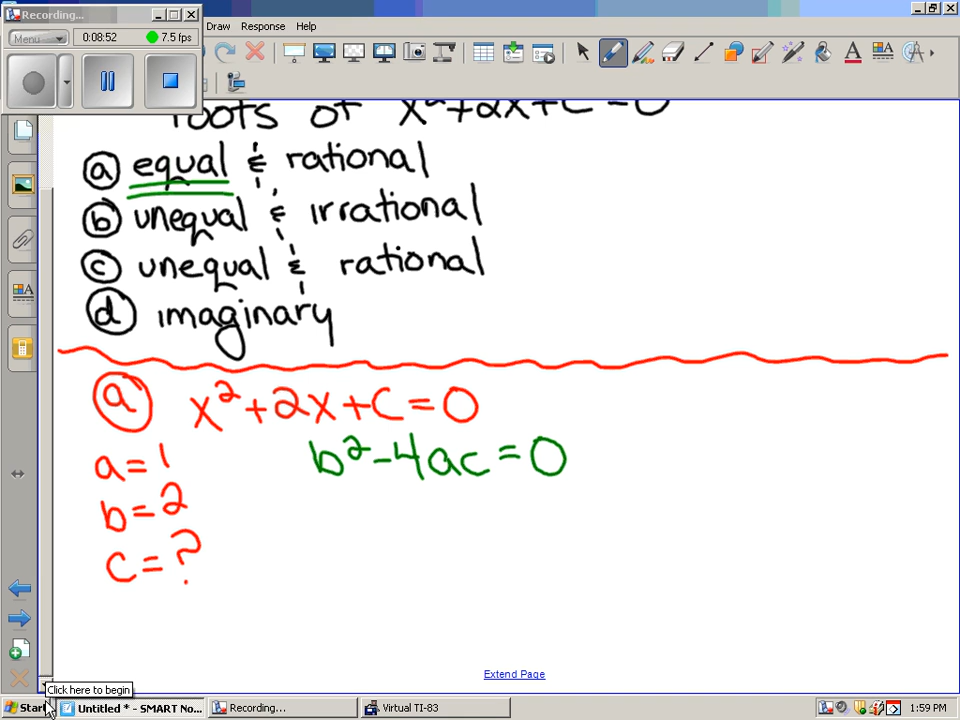 Recording...
Menu
0:08:52
7.5 fps
Draw Response Help
roots of x²+2x+c=0
a equal & rational
b unequal & irrational
c unequal & rational
d imaginary
a x²+2x+c=0
b²-4ac=0
a=1
b=2
c=?
Extend Page
Click here to begin
Start
Untitled * - SMART No...
Recording...
Virtual TI-83
1:59 PM